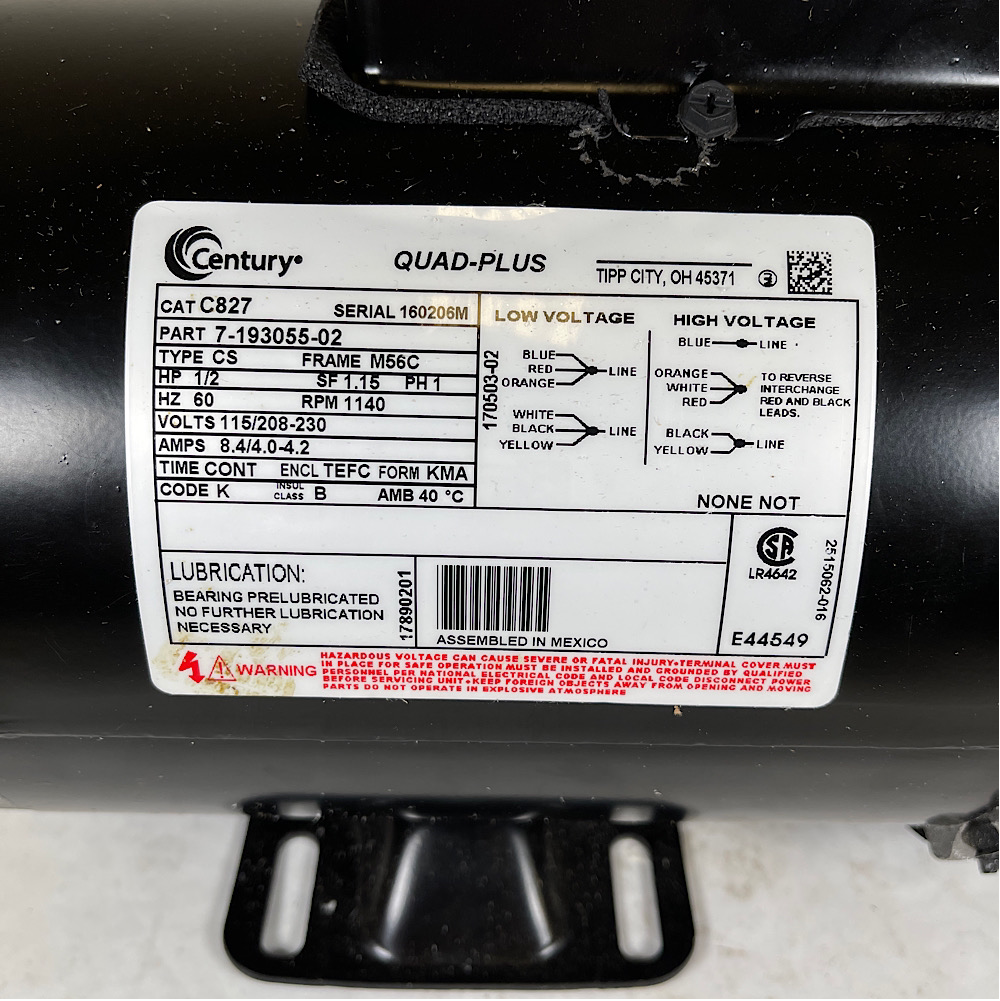 Century®
QUAD-PLUS
TIPP CITY, OH 45371
CAT C827 SERIAL 160206M
PART 7-193055-02
TYPE CS FRAME M56C
HP 1/2 SF 1.15 PH 1
HZ 60 RPM 1140
VOLTS 115/208-230
AMPS 8.4/4.0-4.2
TIME CONT ENCL TEFC FORM KMA
CODE K INSUL CLASS B AMB 40 °C
170503-02
LOW VOLTAGE
BLUE
RED LINE
ORANGE
WHITE
BLACK LINE
YELLOW
HIGH VOLTAGE
BLUE LINE
ORANGE
WHITE
RED
TO REVERSE
INTERCHANGE
RED AND BLACK
LEADS.
BLACK
YELLOW LINE
NONE NOT
LUBRICATION:
BEARING PRELUBRICATED
NO FURTHER LUBRICATION
NECESSARY
17890201
ASSEMBLED IN MEXICO
SA
LR4642
2515062-016
E44549
WARNING
HAZARDOUS VOLTAGE CAN CAUSE SEVERE OR FATAL INJURY•TERMINAL COVER MUST
IN PLACE FOR SAFE OPERATION MUST BE INSTALLED AND GROUNDED BY QUALIFIED
PERSONNEL PER NATIONAL ELECTRICAL CODE AND LOCAL CODE DISCONNECT POWER
BEFORE SERVICING UNIT•KEEP FOREIGN OBJECTS AWAY FROM OPENING AND MOVING
PARTS DO NOT OPERATE IN EXPLOSIVE ATMOSPHERE